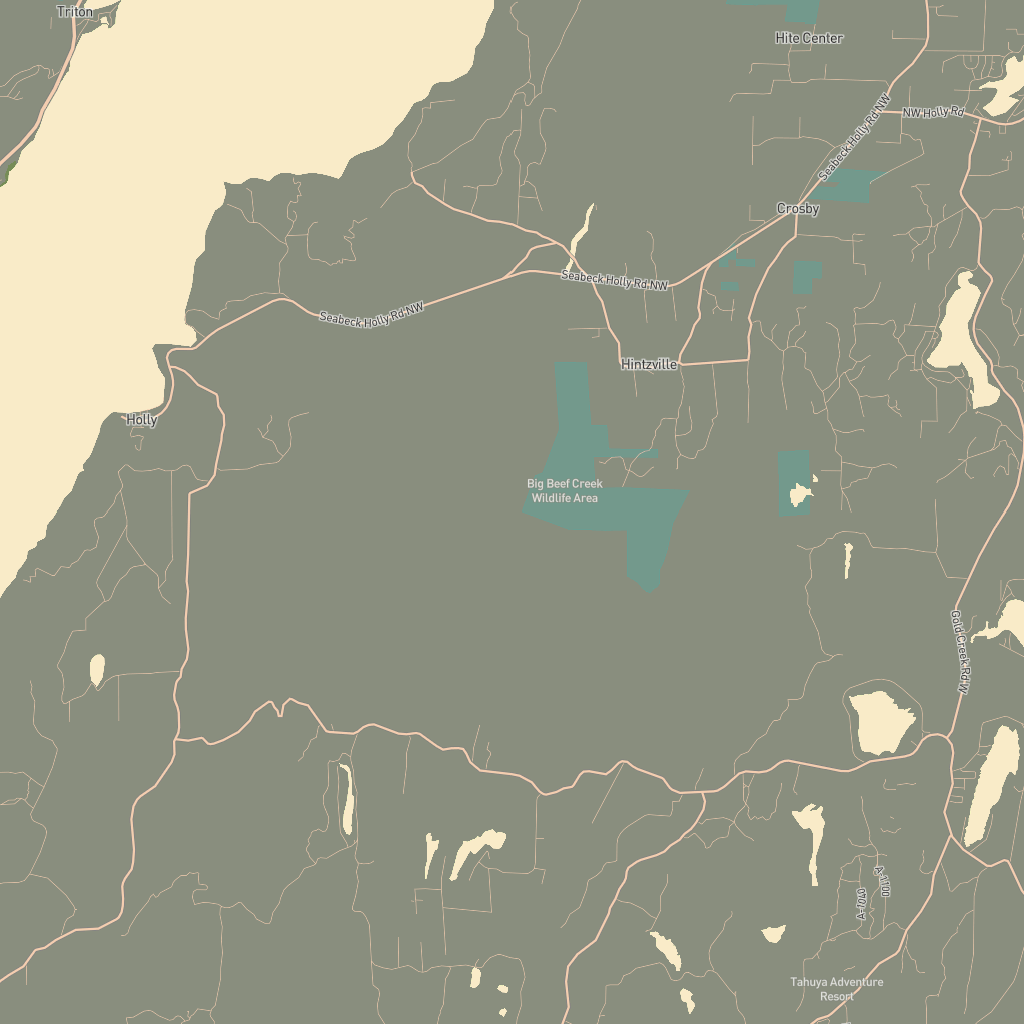 Triton
Hite Center
Seabeck Holly Rd NW
NW Holly Rd
Crosby
Seabeck Holly Rd NW
Seabeck Holly Rd NW
Hintzville
Holly
Big Beef Creek
Wildlife Area
Gold Creek Rd W
A-1100
A-1040
Tahuya Adventure
Resort